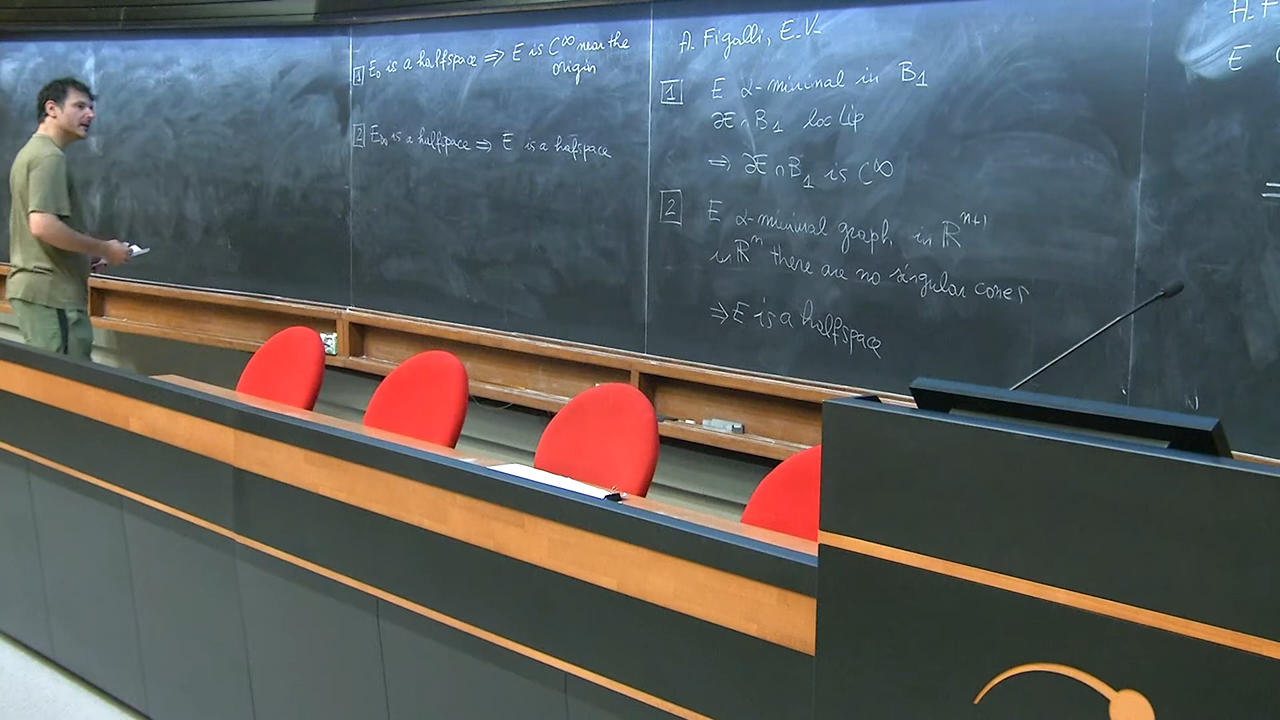 1 E₀ is a halfspace ⇒ E is C^∞ near the
origin
2 E_∞ is a halfspace ⇒ E is a hafspace
A. Figalli, E.V.
1 E α-minimal in B₁
∂E ∩ B₁ loc Lip
⇒ ∂E ∩ B₁ is C^∞
2 E α-minimal graph in ℝ^{n+1}
in ℝ^n there are no singular cones
⇒ E is a halfspace
A. F
E